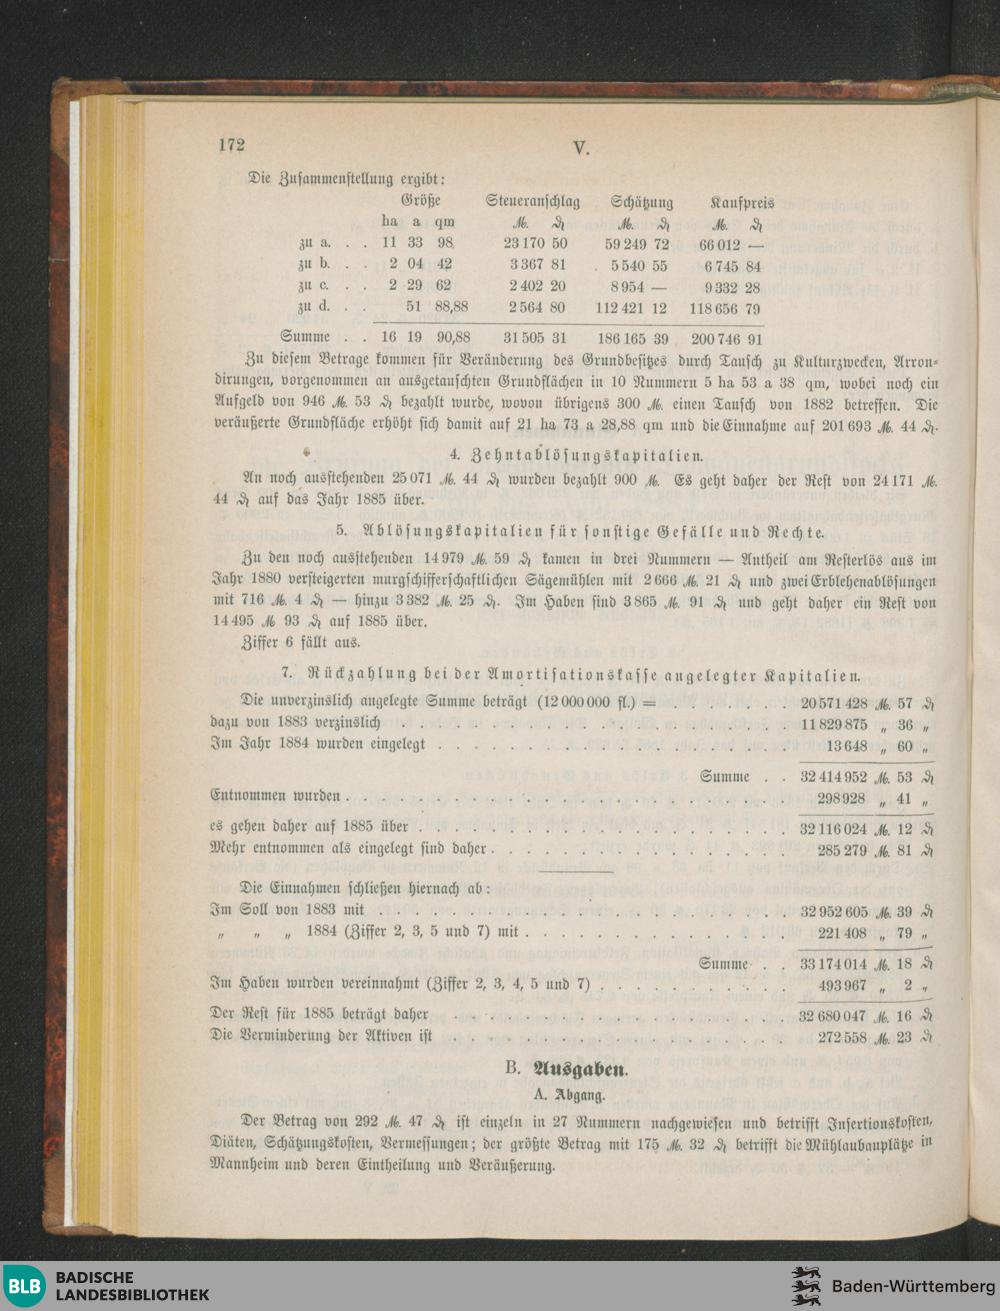 172
V.
Die Zusammenstellung ergibt:
Größe Steueranschlag Schätzung Kaufpreis
ha a qm M. ₰ M. ₰ M. ₰
zu a. . . 11 33 98 23 170 50 59 249 72 66 012 —
zu b. . . 2 04 42 3 367 81 5 540 55 6 745 84
zu c. . . 2 29 62 2 402 20 8 954 — 9 332 28
zu d. . . 51 88,88 2 564 80 112 421 12 118 656 79
Summe . . 16 19 90,88 31 505 31 186 165 39 200 746 91
Zu diesem Betrage kommen für Veränderung des Grundbesitzes durch Tausch zu Kulturzwecken, Arron-
dirungen, vorgenommen an ausgetauschten Grundflächen in 10 Nummern 5 ha 53 a 38 qm, wobei noch ein
Aufgeld von 946 M. 53 ₰ bezahlt wurde, wovon übrigens 300 M. einen Tausch von 1882 betreffen. Die
veräußerte Grundfläche erhöht sich damit auf 21 ha 73 a 28,88 qm und die Einnahme auf 201 693 M. 44 ₰.
4. Zehntablösungskapitalien.
An noch ausstehenden 25 071 M. 44 ₰ wurden bezahlt 900 M. Es geht daher der Rest von 24 171 M.
44 ₰ auf das Jahr 1885 über.
5. Ablösungskapitalien für sonstige Gefälle und Rechte.
Zu den noch ausstehenden 14 979 M. 59 ₰ kamen in drei Nummern — Antheil am Resterlös aus im
Jahr 1880 versteigerten murgschifferschaftlichen Sägemühlen mit 2 666 M. 21 ₰ und zwei Erblehenablösungen
mit 716 M. 4 ₰ — hinzu 3 382 M. 25 ₰. Im Haben sind 3 865 M. 91 ₰ und geht daher ein Rest von
14 495 M 93 ₰ auf 1885 über.
Ziffer 6 fällt aus.
7. Rückzahlung bei der Amortisationskasse angelegter Kapitalien.
Die unverzinslich angelegte Summe beträgt (12 000 000 fl.) = . . . . . . 20 571 428 M. 57 ₰
dazu von 1883 verzinslich . . . . . . . . . . . . . . . . . . 11 829 875 „ 36 „
Im Jahr 1884 wurden eingelegt . . . . . . . . . . . . . . . . . 13 648 „ 60 „
Summe . . 32 414 952 M. 53 ₰
Entnommen wurden . . . . . . . . . . . . . . . . . . . . . 298 928 „ 41 „
es gehen daher auf 1885 über . . . . . . . . . . . . . . . . . . 32 116 024 M. 12 ₰
Mehr entnommen als eingelegt sind daher . . . . . . . . . . . . . . 285 279 M. 81 ₰
Die Einnahmen schließen hiernach ab:
Im Soll von 1883 mit . . . . . . . . . . . . . . . . . . . 32 952 605 M. 39 ₰
„ „ „ 1884 (Ziffer 2, 3, 5 und 7) mit . . . . . . . . . . . . . 221 408 „ 79 „
Summe . . 33 174 014 M. 18 ₰
Im Haben wurden vereinnahmt (Ziffer 2, 3, 4, 5 und 7) . . . . . . . . . 493 967 „ 2 „
Der Rest für 1885 beträgt daher . . . . . . . . . . . . . . . . 32 680 047 M. 16 ₰
Die Verminderung der Aktiven ist . . . . . . . . . . . . . . . . 272 558 M. 23 ₰
B. Ausgaben.
A. Abgang.
Der Betrag von 292 M. 47 ₰ ist einzeln in 27 Nummern nachgewiesen und betrifft Insertionskosten,
Diäten, Schätzungskosten, Vermessungen; der größte Betrag mit 175 M. 32 ₰ betrifft die Mühlaubauplätze in
Mannheim und deren Eintheilung und Veräußerung.
BLB BADISCHE
LANDESBIBLIOTHEK
Baden-Württemberg